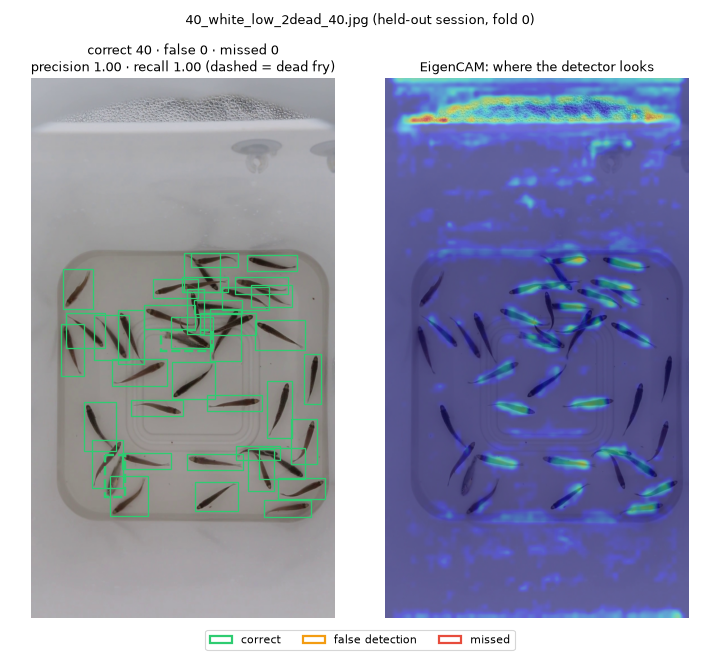 40_white_low_2dead_40.jpg (held-out session, fold 0)
correct 40 · false 0 · missed 0
precision 1.00 · recall 1.00 (dashed = dead fry)
EigenCAM: where the detector looks
correct
false detection
missed